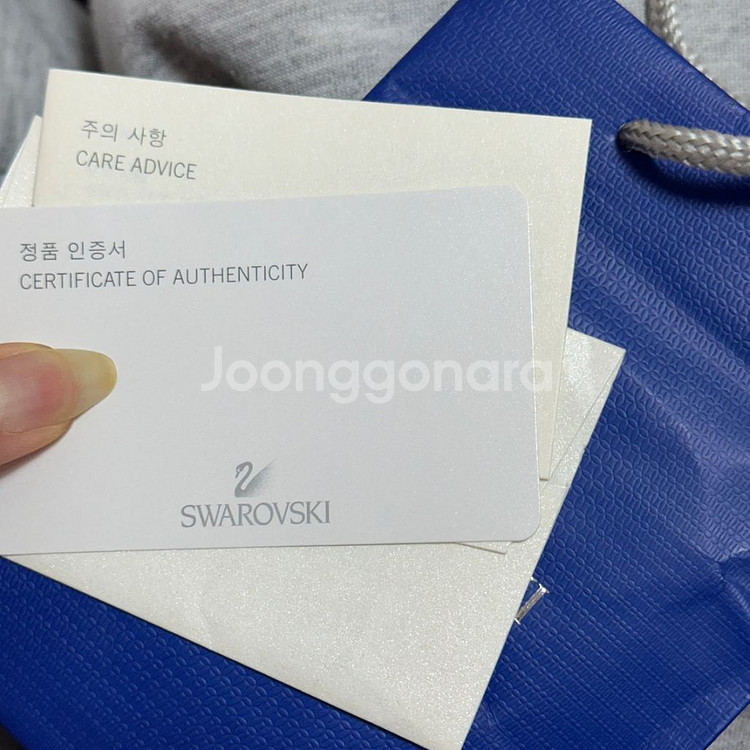 주의 사항
CARE ADVICE
정품 인증서
CERTIFICATE OF AUTHENTICITY
Joonggonara
SWAROVSKI